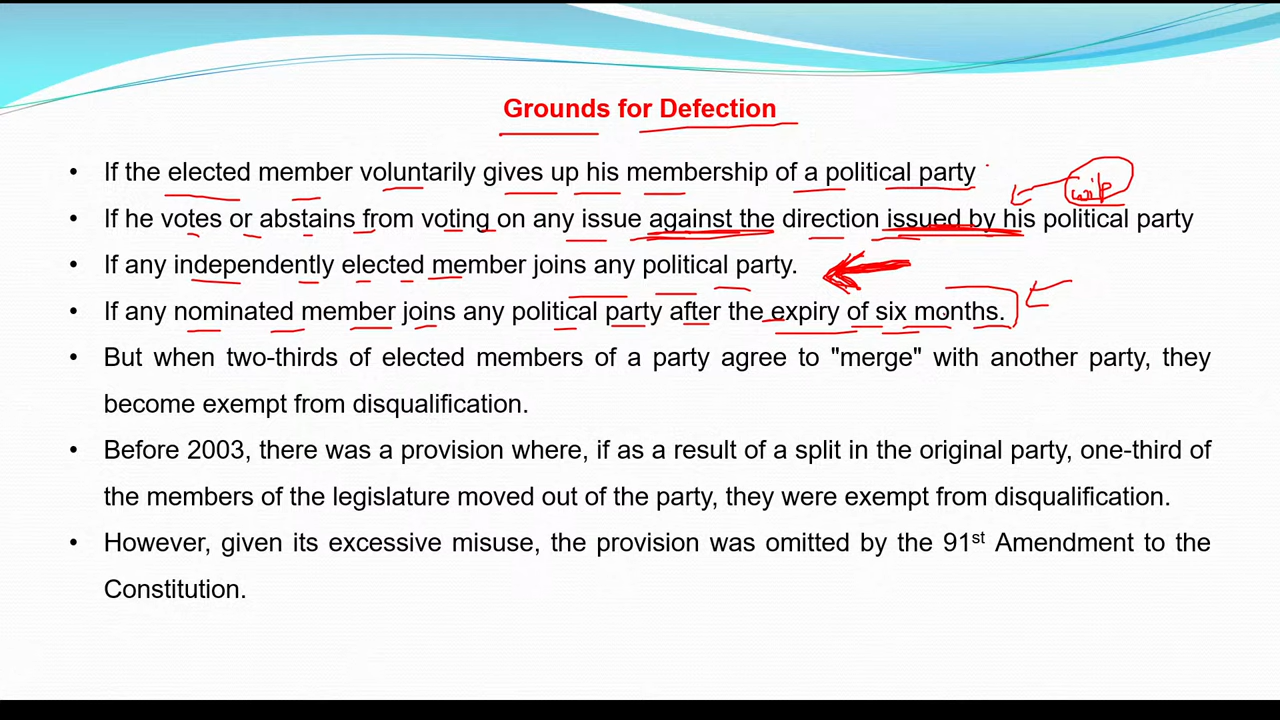 Grounds for Defection
• If the elected member voluntarily gives up his membership of a political party
• If he votes or abstains from voting on any issue against the direction issued by his political party
• If any independently elected member joins any political party.
• If any nominated member joins any political party after the expiry of six months.
• But when two-thirds of elected members of a party agree to "merge" with another party, they
become exempt from disqualification.
• Before 2003, there was a provision where, if as a result of a split in the original party, one-third of
the members of the legislature moved out of the party, they were exempt from disqualification.
• However, given its excessive misuse, the provision was omitted by the 91st Amendment to the
Constitution.